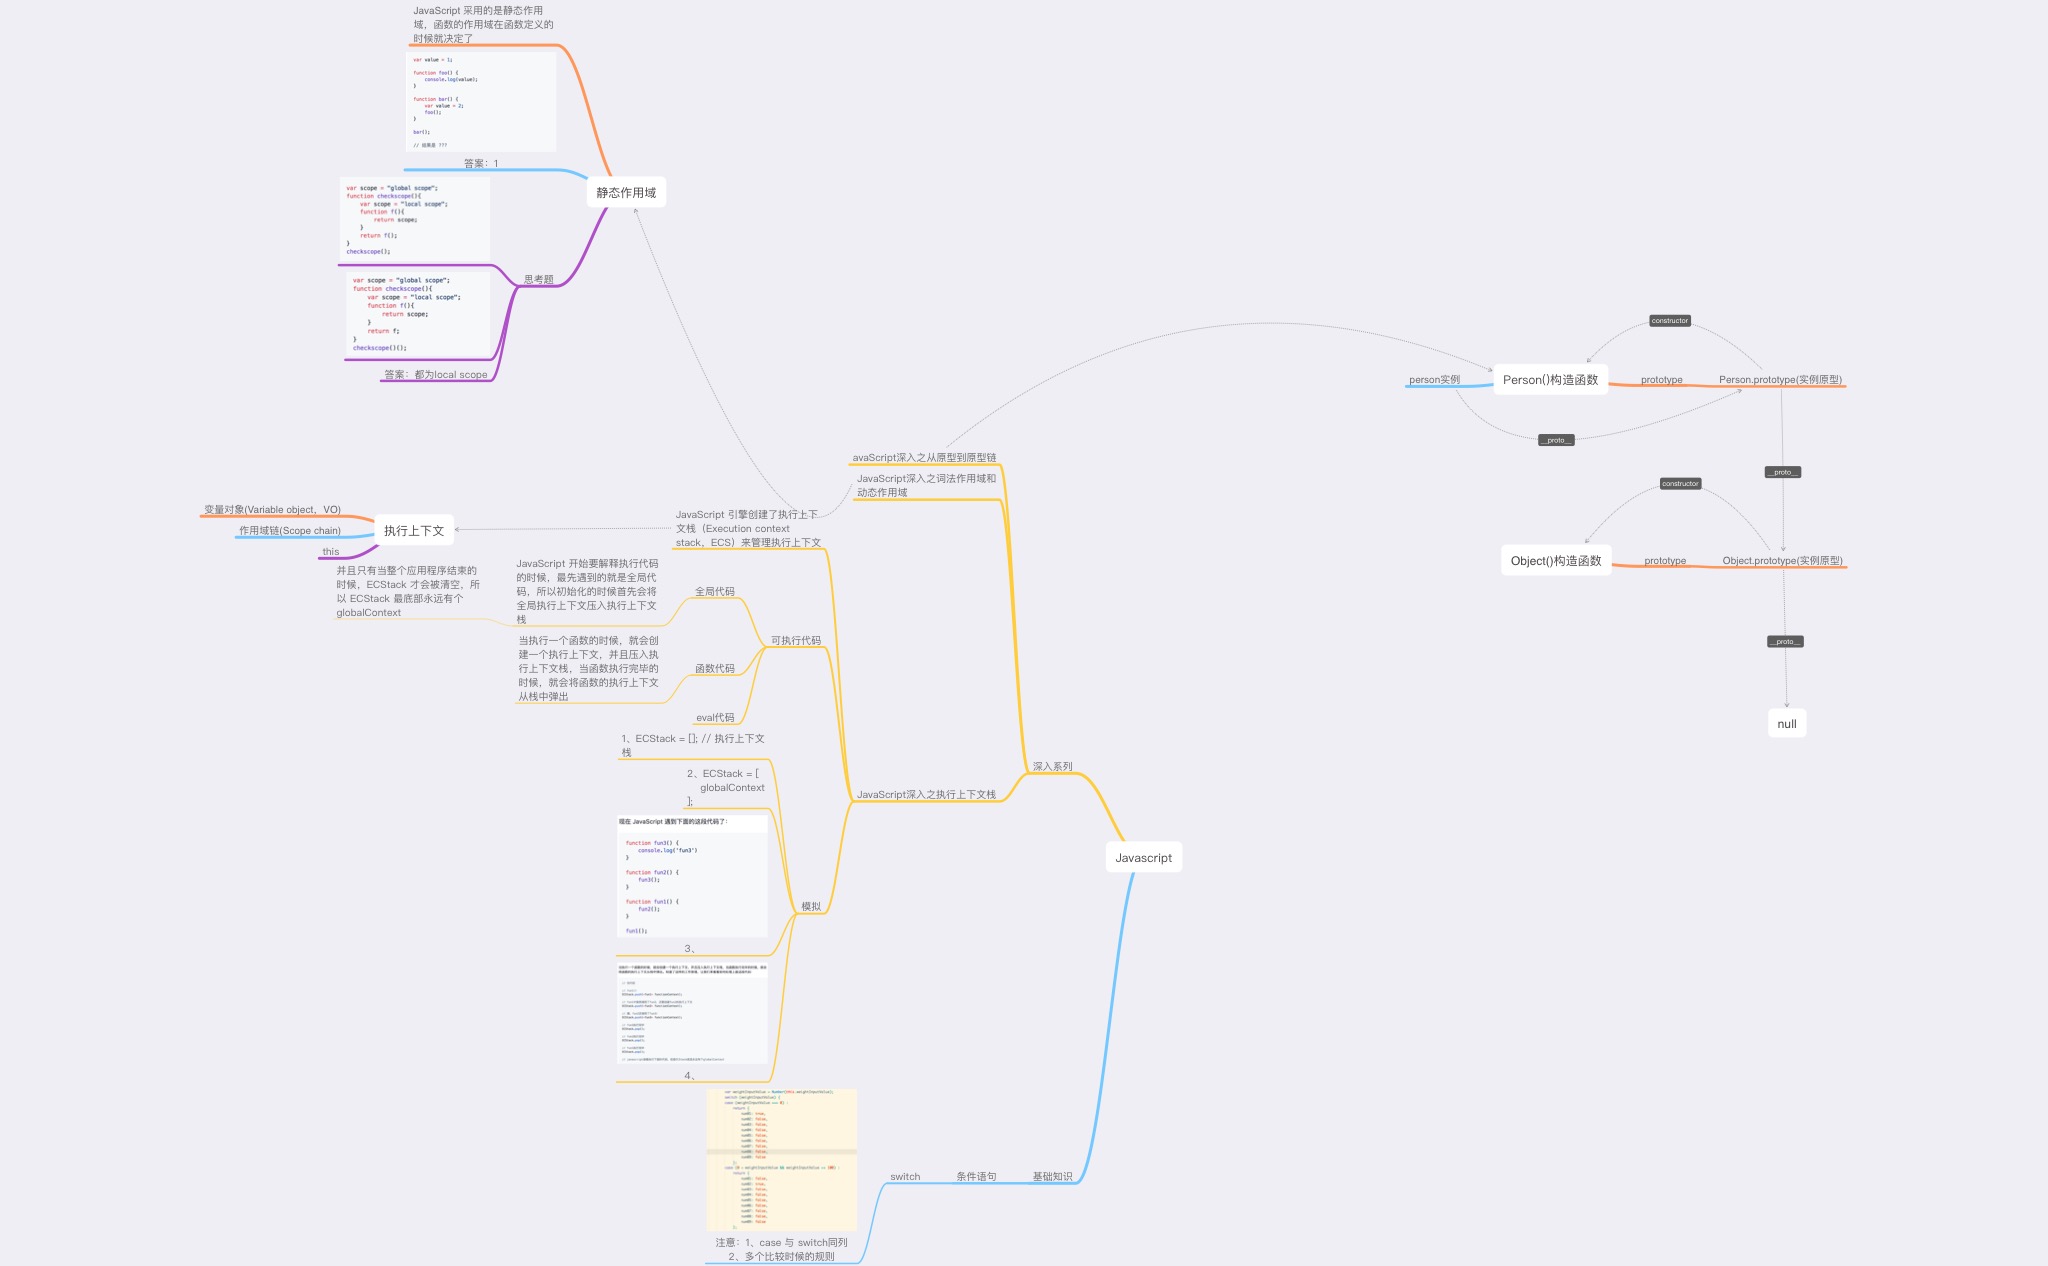 JavaScript 采用的是静态作用
域，函数的作用域在函数定义的
时候就决定了
var value = 1;
function foo() {
console.log(value);
}
function bar() {
var value = 2;
foo();
}
bar();
// 结果是 ???
答案：1
静态作用域
var scope = "global scope";
function checkscope(){
var scope = "local scope";
function f(){
return scope;
}
return f();
}
checkscope();
思考题
var scope = "global scope";
function checkscope(){
var scope = "local scope";
function f(){
return scope;
}
return f;
}
checkscope()();
答案：都为local scope
constructor
person实例
Person()构造函数
prototype
Person.prototype(实例原型)
__proto__
__proto__
constructor
Object()构造函数
prototype
Object.prototype(实例原型)
__proto__
null
avaScript深入之从原型到原型链
JavaScript深入之词法作用域和
动态作用域
JavaScript 引擎创建了执行上下
文栈（Execution context
stack，ECS）来管理执行上下文
变量对象(Variable object，VO)
作用域链(Scope chain)
this
执行上下文
并且只有当整个应用程序结束的
时候，ECStack 才会被清空，所
以 ECStack 最底部永远有个
globalContext
JavaScript 开始要解释执行代码
的时候，最先遇到的就是全局代
码，所以初始化的时候首先会将
全局执行上下文压入执行上下文
栈
全局代码
可执行代码
当执行一个函数的时候，就会创
建一个执行上下文，并且压入执
行上下文栈，当函数执行完毕的
时候，就会将函数的执行上下文
从栈中弹出
函数代码
eval代码
1、ECStack = []; // 执行上下文
栈
2、ECStack = [
globalContext
];
深入系列
JavaScript深入之执行上下文栈
现在 JavaScript 遇到下面的这段代码了：
function fun3() {
console.log('fun3')
}
function fun2() {
fun3();
}
function fun1() {
fun2();
}
fun1();
3、
模拟
Javascript
4、
switch
条件语句
基础知识
注意：1、case 与 switch同列
2、多个比较时候的规则